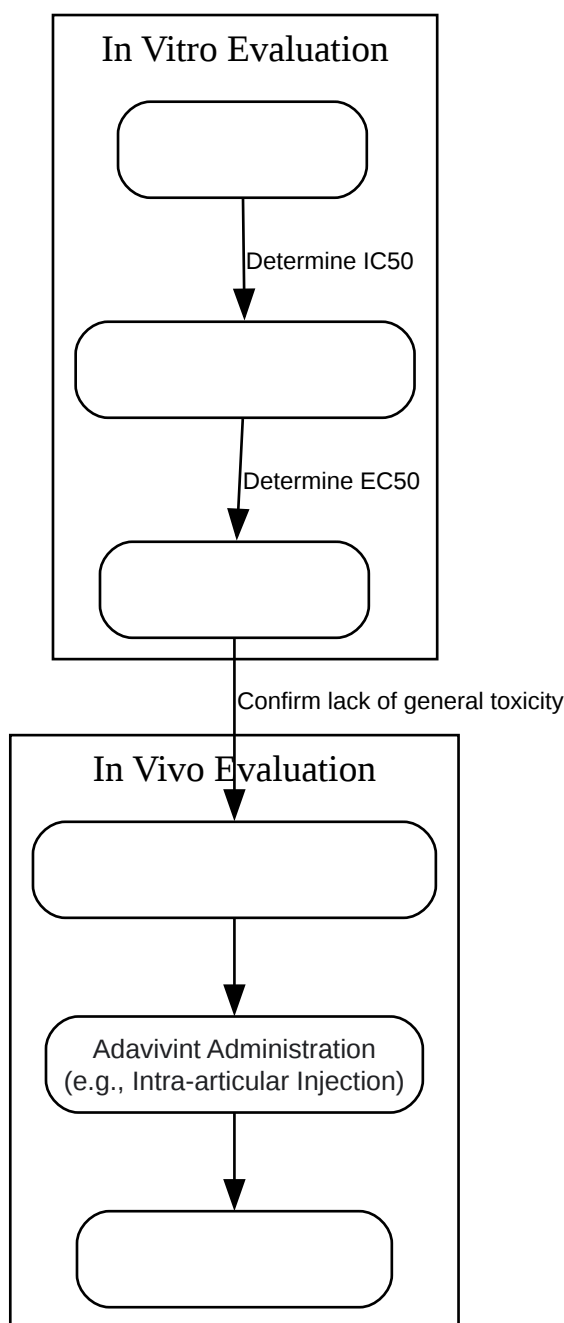 In Vitro Evaluation
Determine IC50
Determine EC50
Confirm lack of general toxicity
In Vivo Evaluation
Adavivint Administration
(e.g., Intra-articular Injection)